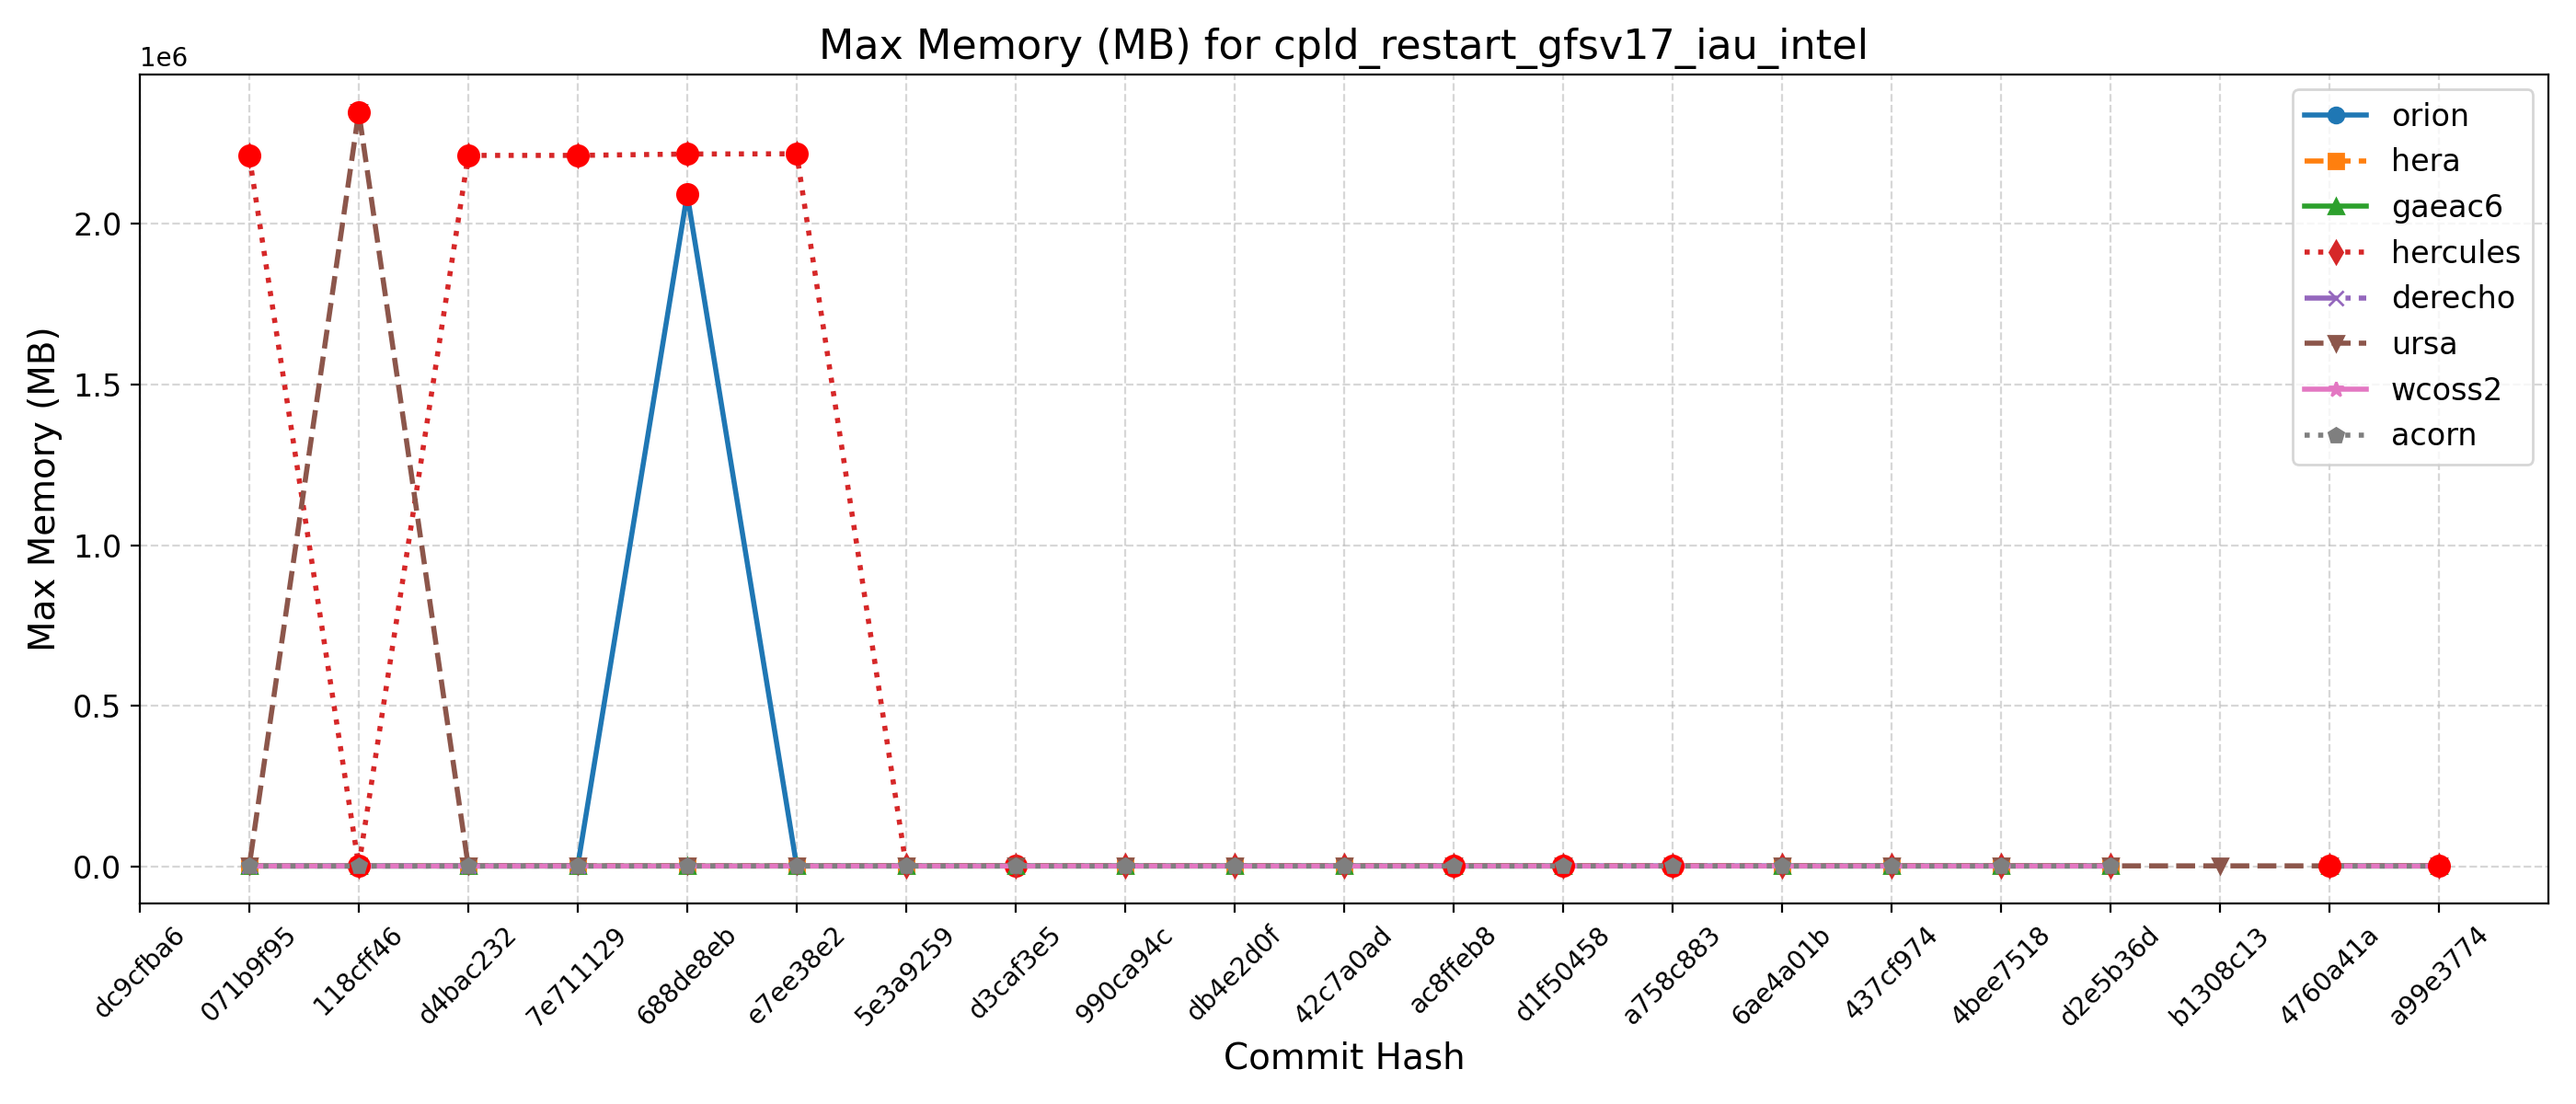 Max Memory (MB) for cpld_restart_gfsv17_iau_intel
1e6
2.0
1.5
1.0
0.5
0.0
Max Memory (MB)
orion
hera
gaeac6
hercules
derecho
ursa
wcoss2
acorn
dc9cfba6
071b9f95
118cff46
d4bac232
7e711129
688de8eb
e7ee38e2
5e3a9259
d3caf3e5
990ca94c
db4e2d0f
42c7a0ad
ac8ffeb8
d1f50458
a758c883
6ae4a01b
437cf974
4bee7518
d2e5b36d
b1308c13
4760a41a
a99e3774
Commit Hash